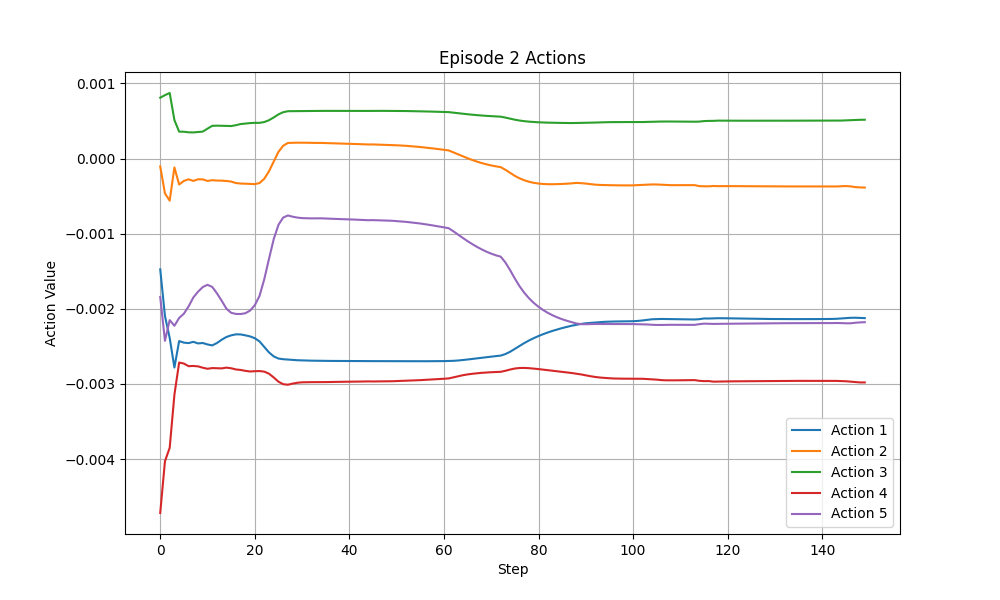 Episode 2 Actions
Action Value
0.001
0.000
−0.001
−0.002
−0.003
−0.004
0 20 40 60 80 100 120 140
Step
Action 1
Action 2
Action 3
Action 4
Action 5